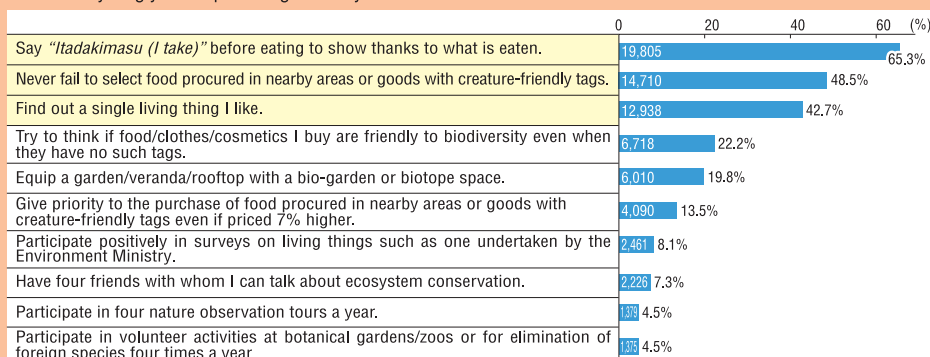 0 20 40 60 (%)
Say "Itadakimasu (I take)" before eating to show thanks to what is eaten. 19,805 65.3%
Never fail to select food procured in nearby areas or goods with creature-friendly tags. 14,710 48.5%
Find out a single living thing I like. 12,938 42.7%
Try to think if food/clothes/cosmetics I buy are friendly to biodiversity even when
they have no such tags. 6,718 22.2%
Equip a garden/veranda/rooftop with a bio-garden or biotope space. 6,010 19.8%
Give priority to the purchase of food procured in nearby areas or goods with
creature-friendly tags even if priced 7% higher. 4,090 13.5%
Participate positively in surveys on living things such as one undertaken by the
Environment Ministry. 2,461 8.1%
Have four friends with whom I can talk about ecosystem conservation. 2,226 7.3%
Participate in four nature observation tours a year. 1,379 4.5%
Participate in volunteer activities at botanical gardens/zoos or for elimination of
foreign species four times a year. 1,375 4.5%